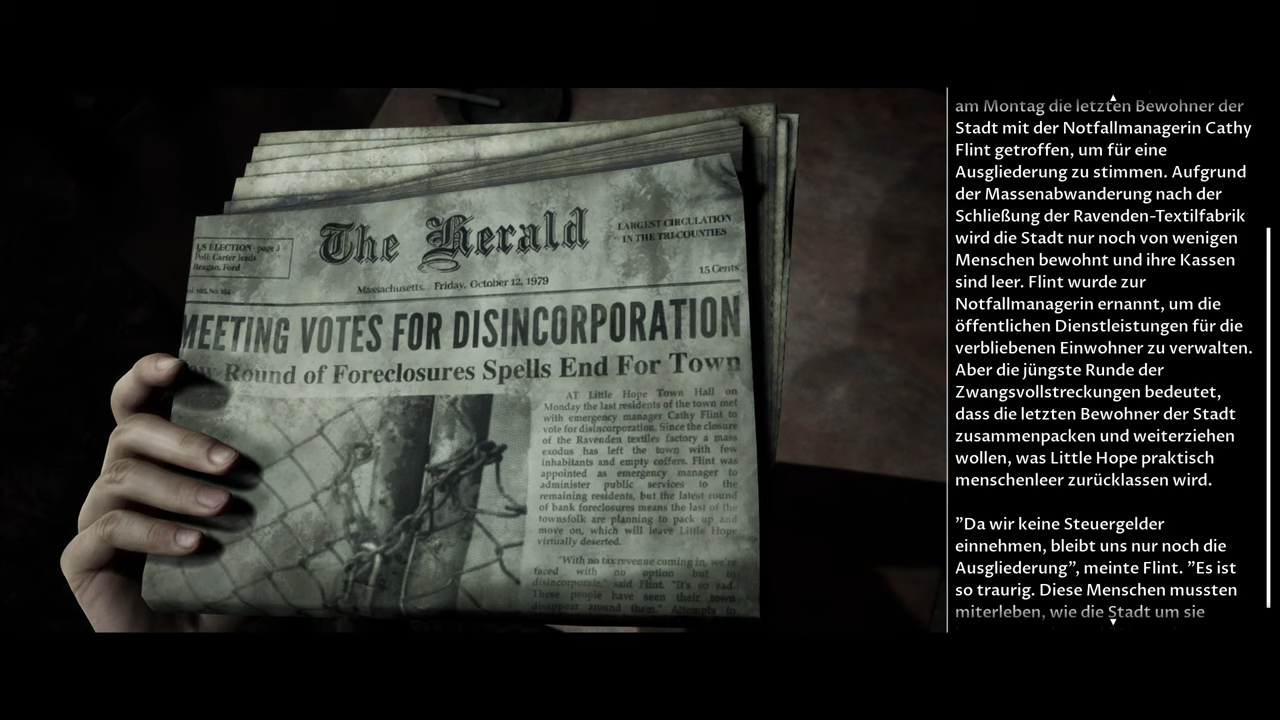 US ELECTION - page 3
Poll: Carter leads
Reagan, Ford
The Herald
LARGEST CIRCULATION
IN THE TRI-COUNTIES
15 Cents
Massachusetts, Friday, October 12, 1979
MEETING VOTES FOR DISINCORPORATION
Round of Foreclosures Spells End For Town
AT Little Hope Town Hall on
Monday the last residents of the town met
with emergency manager Cathy Flint to
vote for disincorporation. Since the closure
of the Ravenden textiles factory a mass
exodus has left the town with few
inhabitants and empty coffers. Flint was
appointed as emergency manager to
administer public services to the
remaining residents, but the latest round
of bank foreclosures means the last of the
townsfolk are planning to pack up and
move on, which will leave Little Hope
virtually deserted.
"With no tax revenue coming in, we're
faced with no option but to
disincorporate," said Flint. "It's so sad.
These people have seen their town
disappear around them." Attempts to
am Montag die letzten Bewohner der
Stadt mit der Notfallmanagerin Cathy
Flint getroffen, um für eine
Ausgliederung zu stimmen. Aufgrund
der Massenabwanderung nach der
Schließung der Ravenden-Textilfabrik
wird die Stadt nur noch von wenigen
Menschen bewohnt und ihre Kassen
sind leer. Flint wurde zur
Notfallmanagerin ernannt, um die
öffentlichen Dienstleistungen für die
verbliebenen Einwohner zu verwalten.
Aber die jüngste Runde der
Zwangsvollstreckungen bedeutet,
dass die letzten Bewohner der Stadt
zusammenpacken und weiterziehen
wollen, was Little Hope praktisch
menschenleer zurücklassen wird.
”Da wir keine Steuergelder
einnehmen, bleibt uns nur noch die
Ausgliederung”, meinte Flint. ”Es ist
so traurig. Diese Menschen mussten
miterleben, wie die Stadt um sie